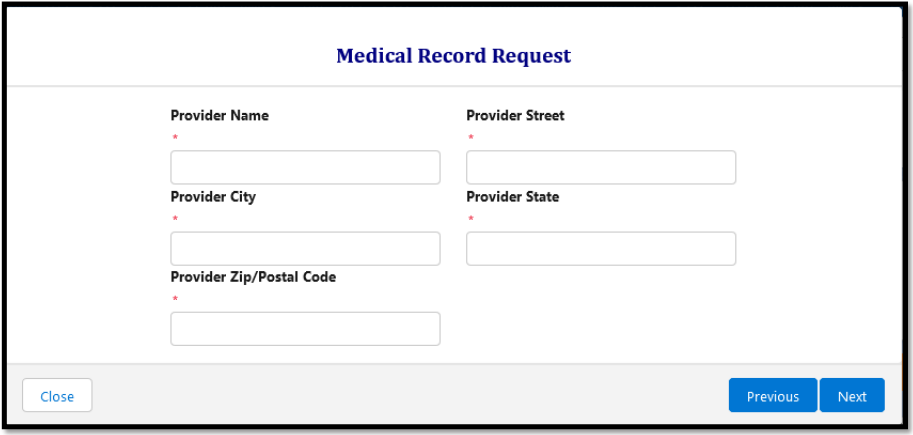 Medical Record Request
Provider Name
*
Provider Street
*
Provider City
*
Provider State
*
Provider Zip/Postal Code
*
Close
Previous
Next